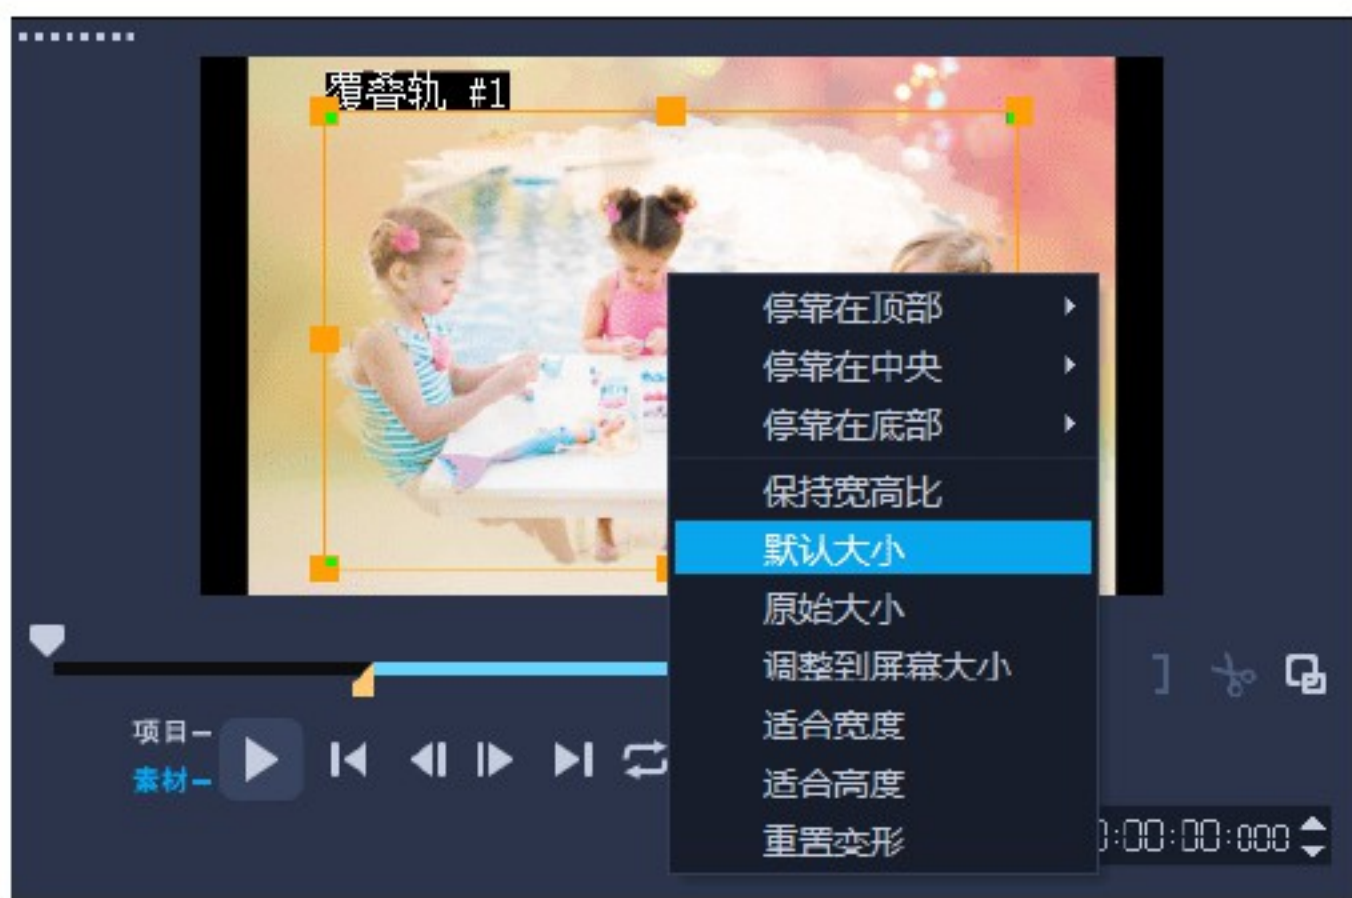 覆叠轨 #1
停靠在顶部
停靠在中央
停靠在底部
保持宽高比
默认大小
原始大小
调整到屏幕大小
适合宽度
适合高度
重置变形
项目
素材
:00:00:000